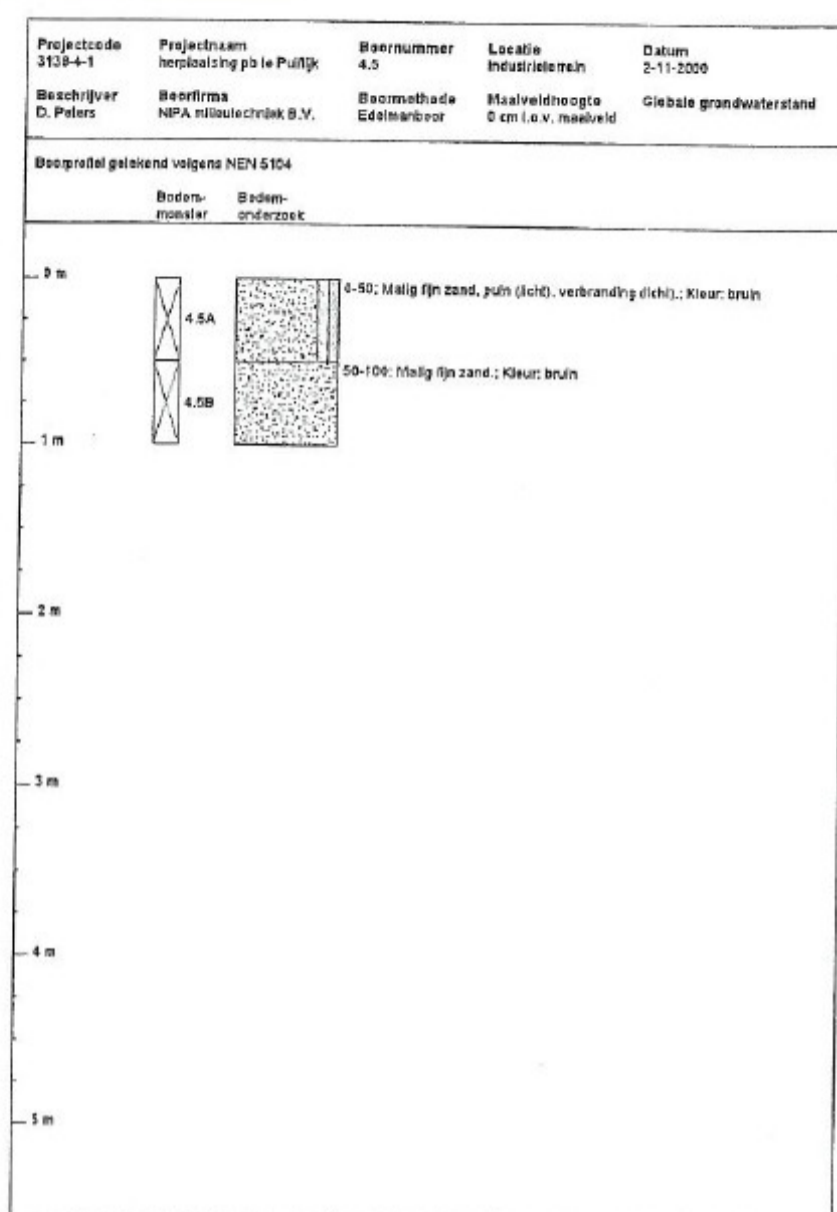 Projectcode Projectnaam Boornummer Locatie Datum
3139-4-1 herplaatsing pb te Puiflijk 4.5 Industrieterrein 2-11-2000
Beschrijver Boorfirma Boormethode Maaiveldhoogte Globale grondwaterstand
D. Peters NIPA milieutechniek B.V. Edelmanboor 0 cm t.o.v. maaiveld
Boorprofiel getekend volgens NEN 5104
Bodem- Bodem-
monster onderzoek
0 m
0-50; Matig fijn zand, puin (licht), verbranding (licht).; Kleur: bruin
4.5A
50-100: Matig fijn zand.; Kleur: bruin
4.5B
1 m
2 m
3 m
4 m
5 m